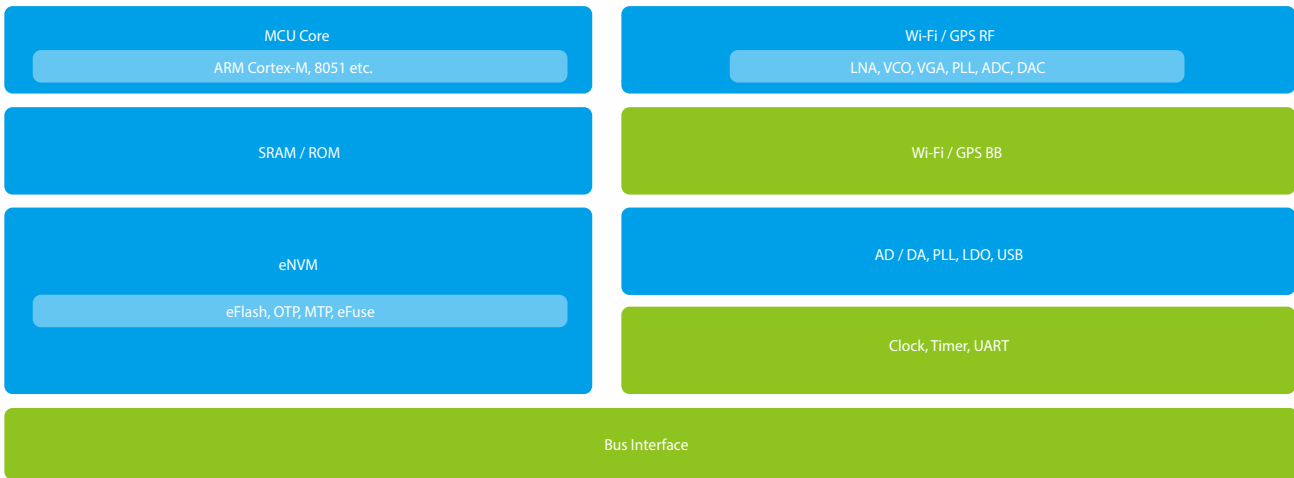 MCU Core
ARM Cortex-M, 8051 etc.
SRAM / ROM
eNVM
eFlash, OTP, MTP, eFuse
Wi-Fi / GPS RF
LNA, VCO, VGA, PLL, ADC, DAC
Wi-Fi / GPS BB
AD / DA, PLL, LDO, USB
Clock, Timer, UART
Bus Interface